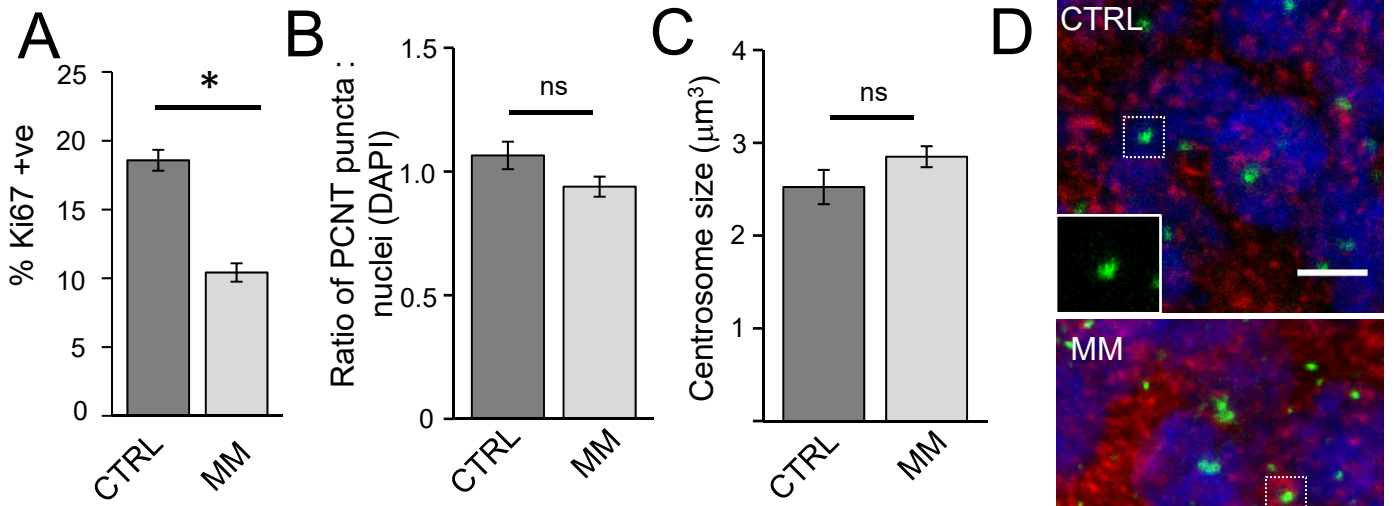 A
% Ki67 +ve
25
20
15
10
5
0
*
CTRL
MM
B
Ratio of PCNT puncta :
nuclei (DAPI)
1.5
1.0
0.5
0
ns
CTRL
MM
C
Centrosome size (μm³)
4
3
2
1
ns
CTRL
MM
D
CTRL
MM